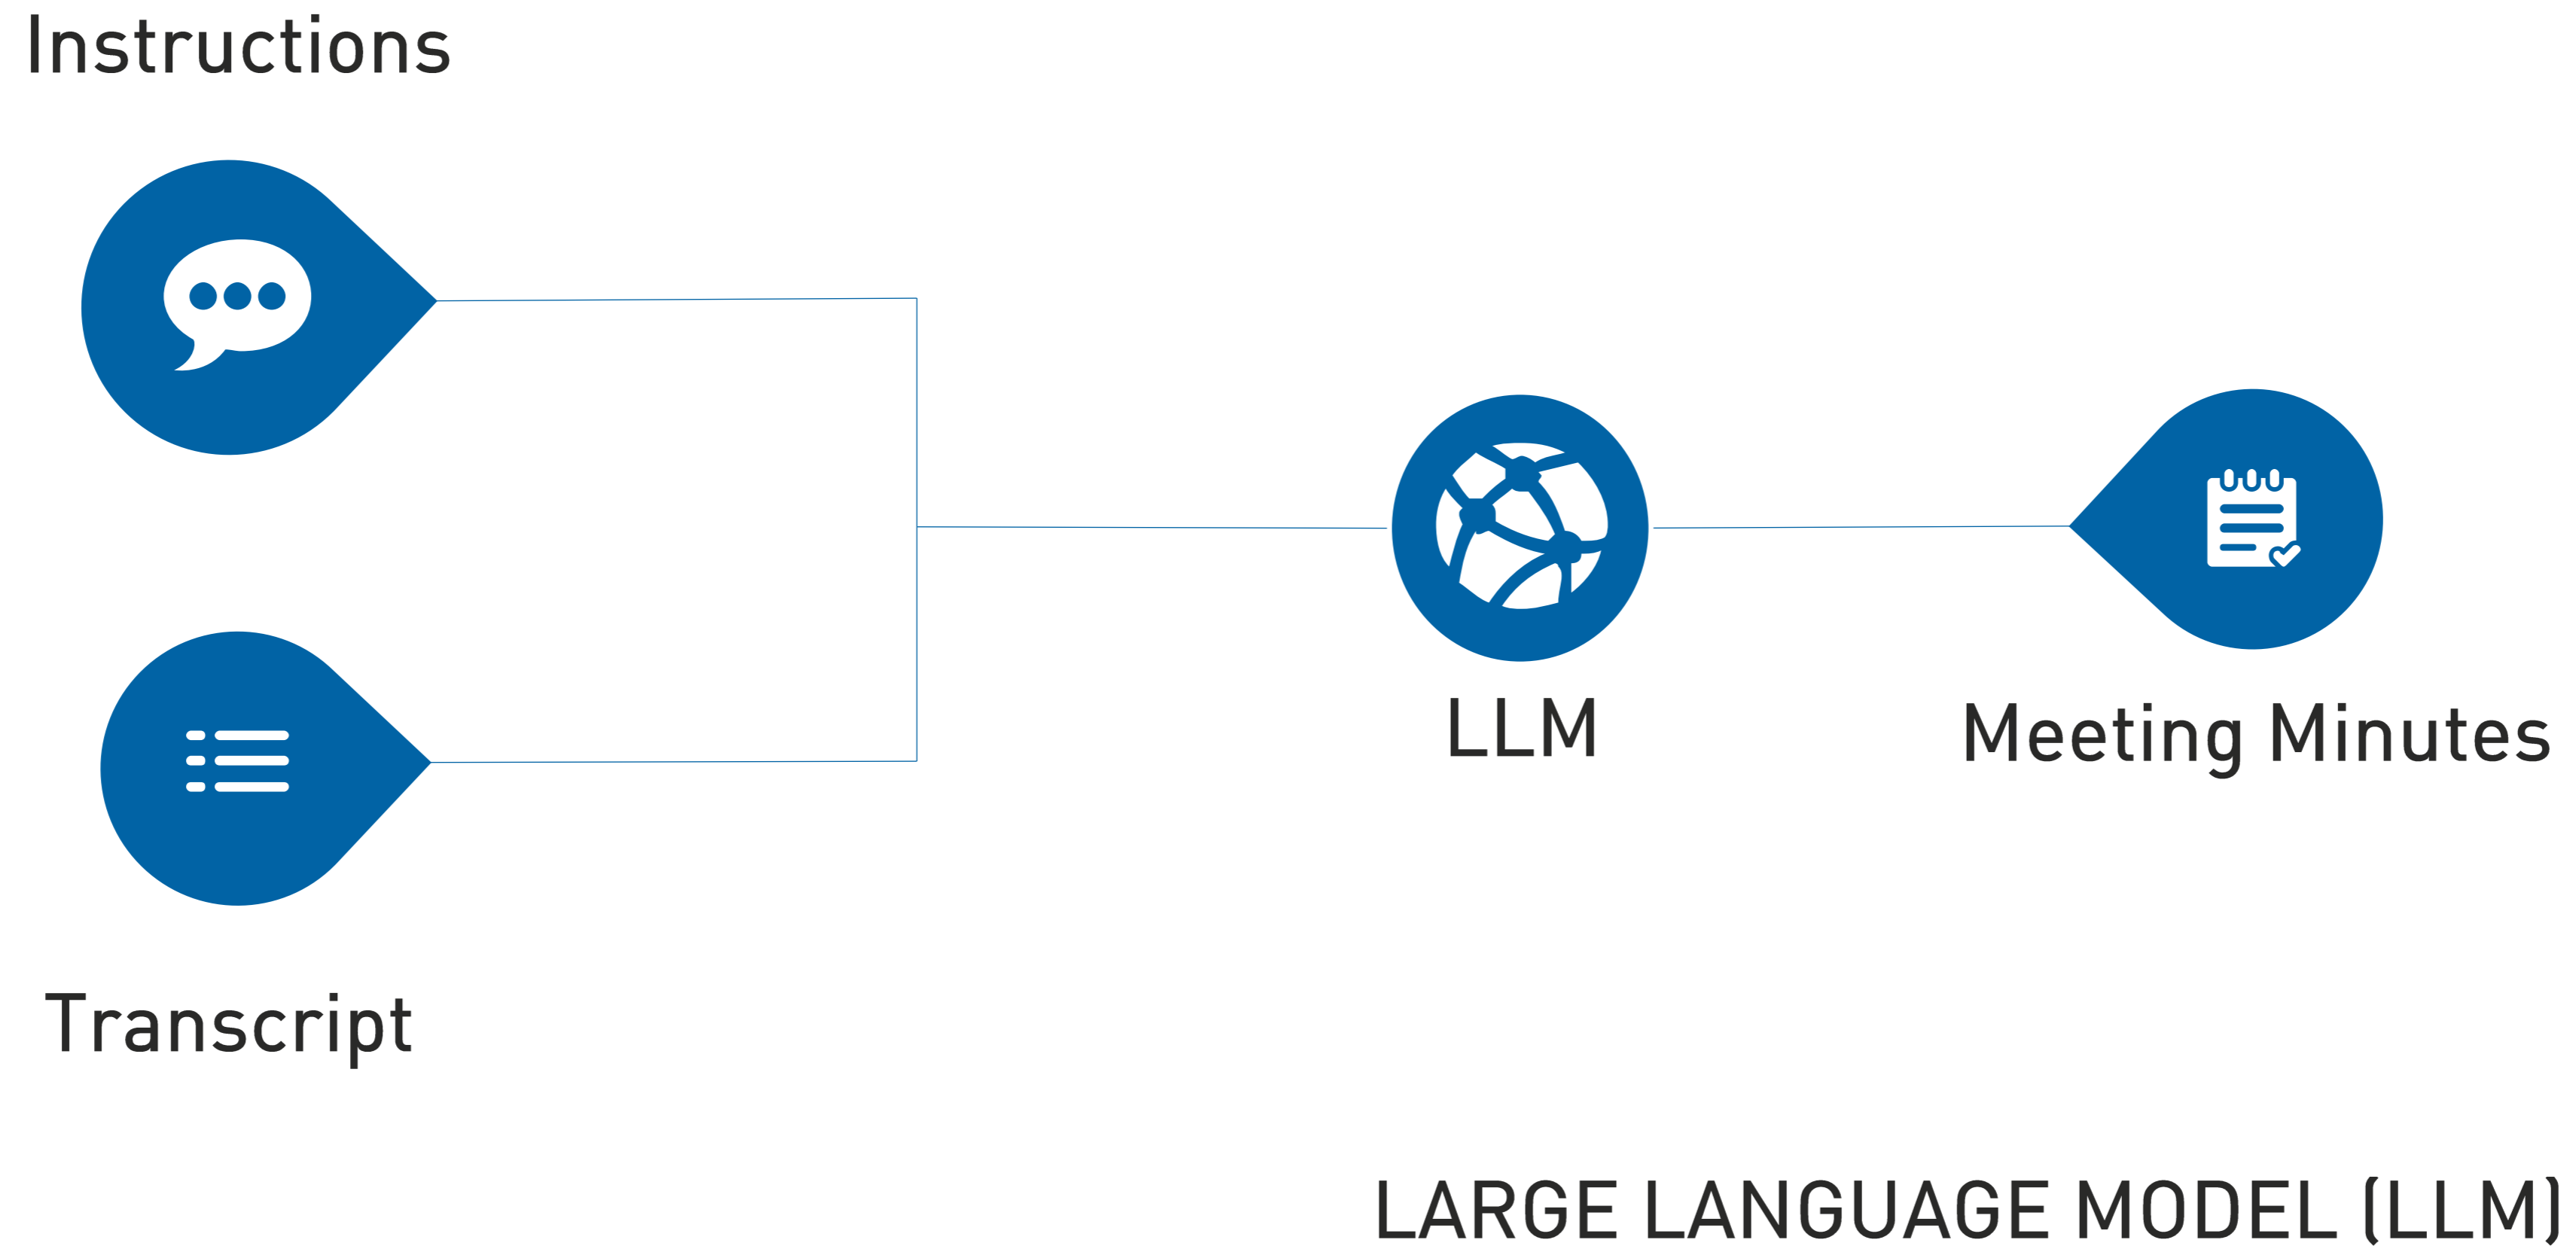 Instructions
LLM
Meeting Minutes
Transcript
LARGE LANGUAGE MODEL (LLM)